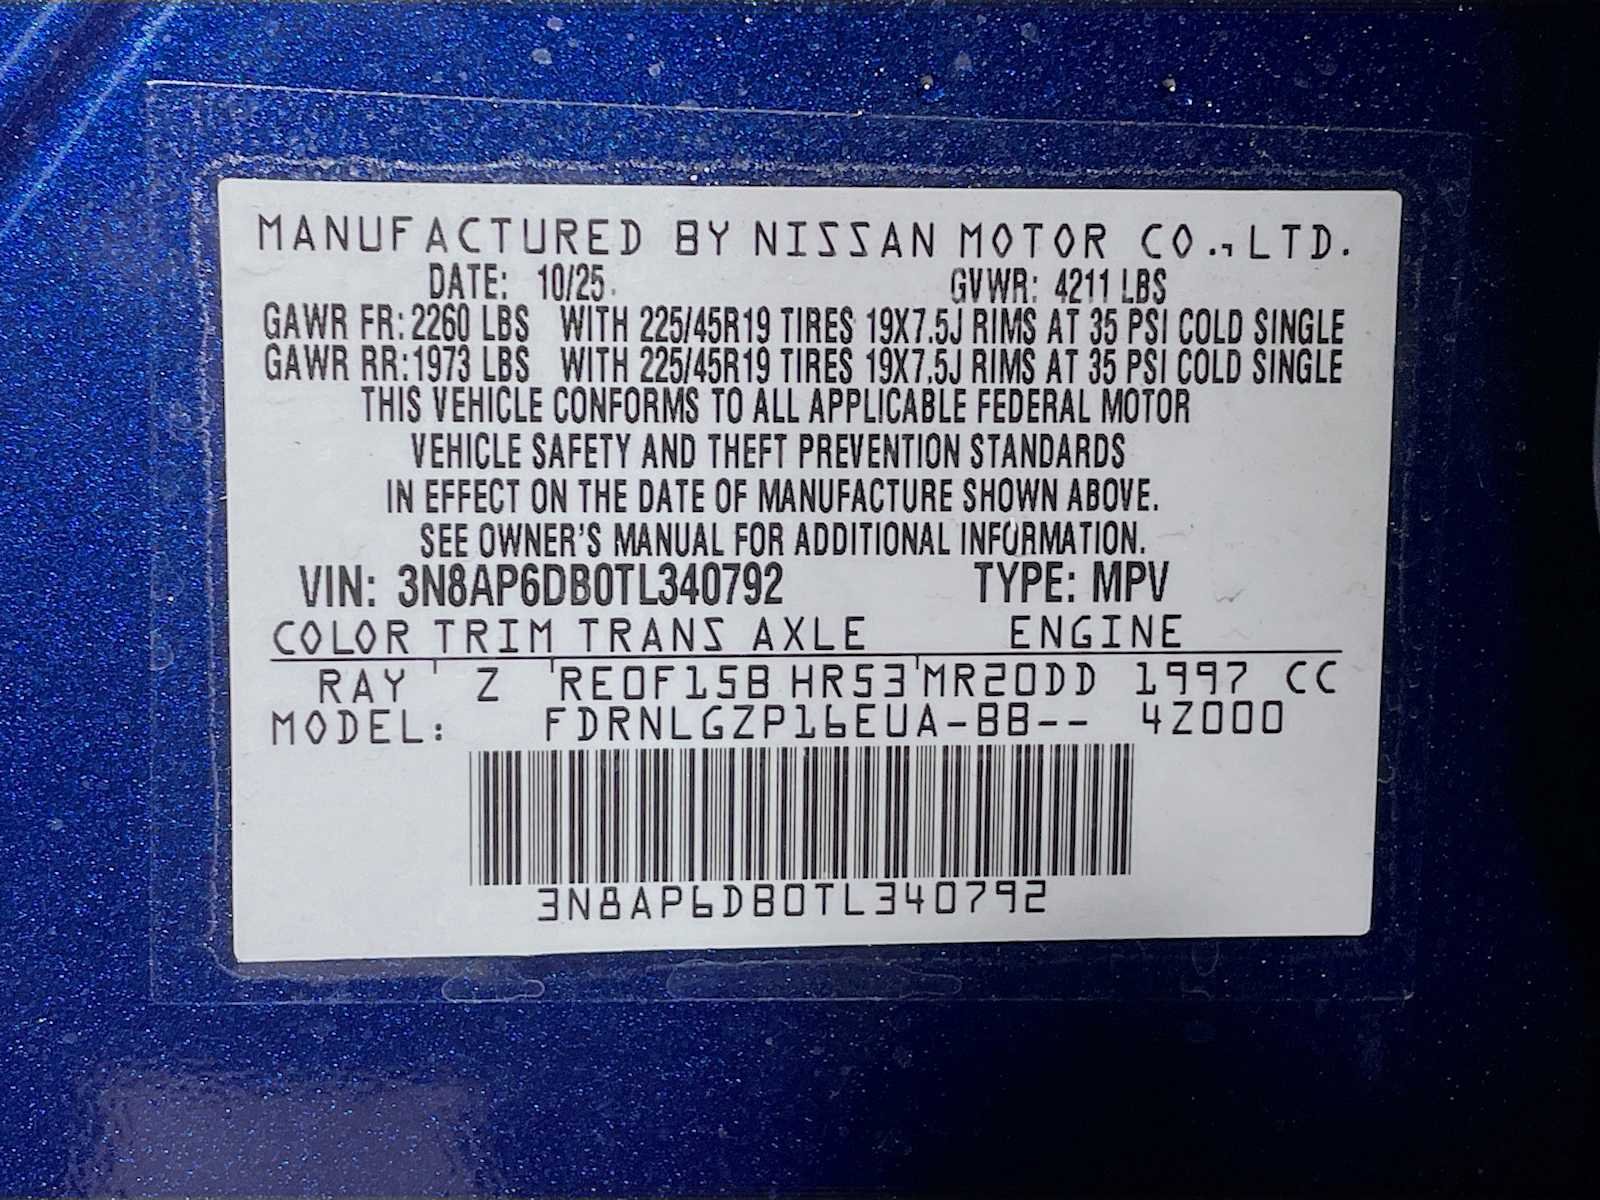 MANUFACTURED BY NISSAN MOTOR CO.,LTD.
DATE: 10/25. GVWR: 4211 LBS
GAWR FR: 2260 LBS WITH 225/45R19 TIRES 19X7.5J RIMS AT 35 PSI COLD SINGLE
GAWR RR: 1973 LBS WITH 225/45R19 TIRES 19X7.5J RIMS AT 35 PSI COLD SINGLE
THIS VEHICLE CONFORMS TO ALL APPLICABLE FEDERAL MOTOR
VEHICLE SAFETY AND THEFT PREVENTION STANDARDS
IN EFFECT ON THE DATE OF MANUFACTURE SHOWN ABOVE.
SEE OWNER'S MANUAL FOR ADDITIONAL INFORMATION.
VIN: 3N8AP6DB0TL340792 TYPE: MPV
COLOR TRIM TRANS AXLE ENGINE
RAY Z RE0F15B HR53 MR20DD 1997 CC
MODEL: FDRNLGZP16EUA-BB-- 4Z000
3N8AP6DB0TL340792